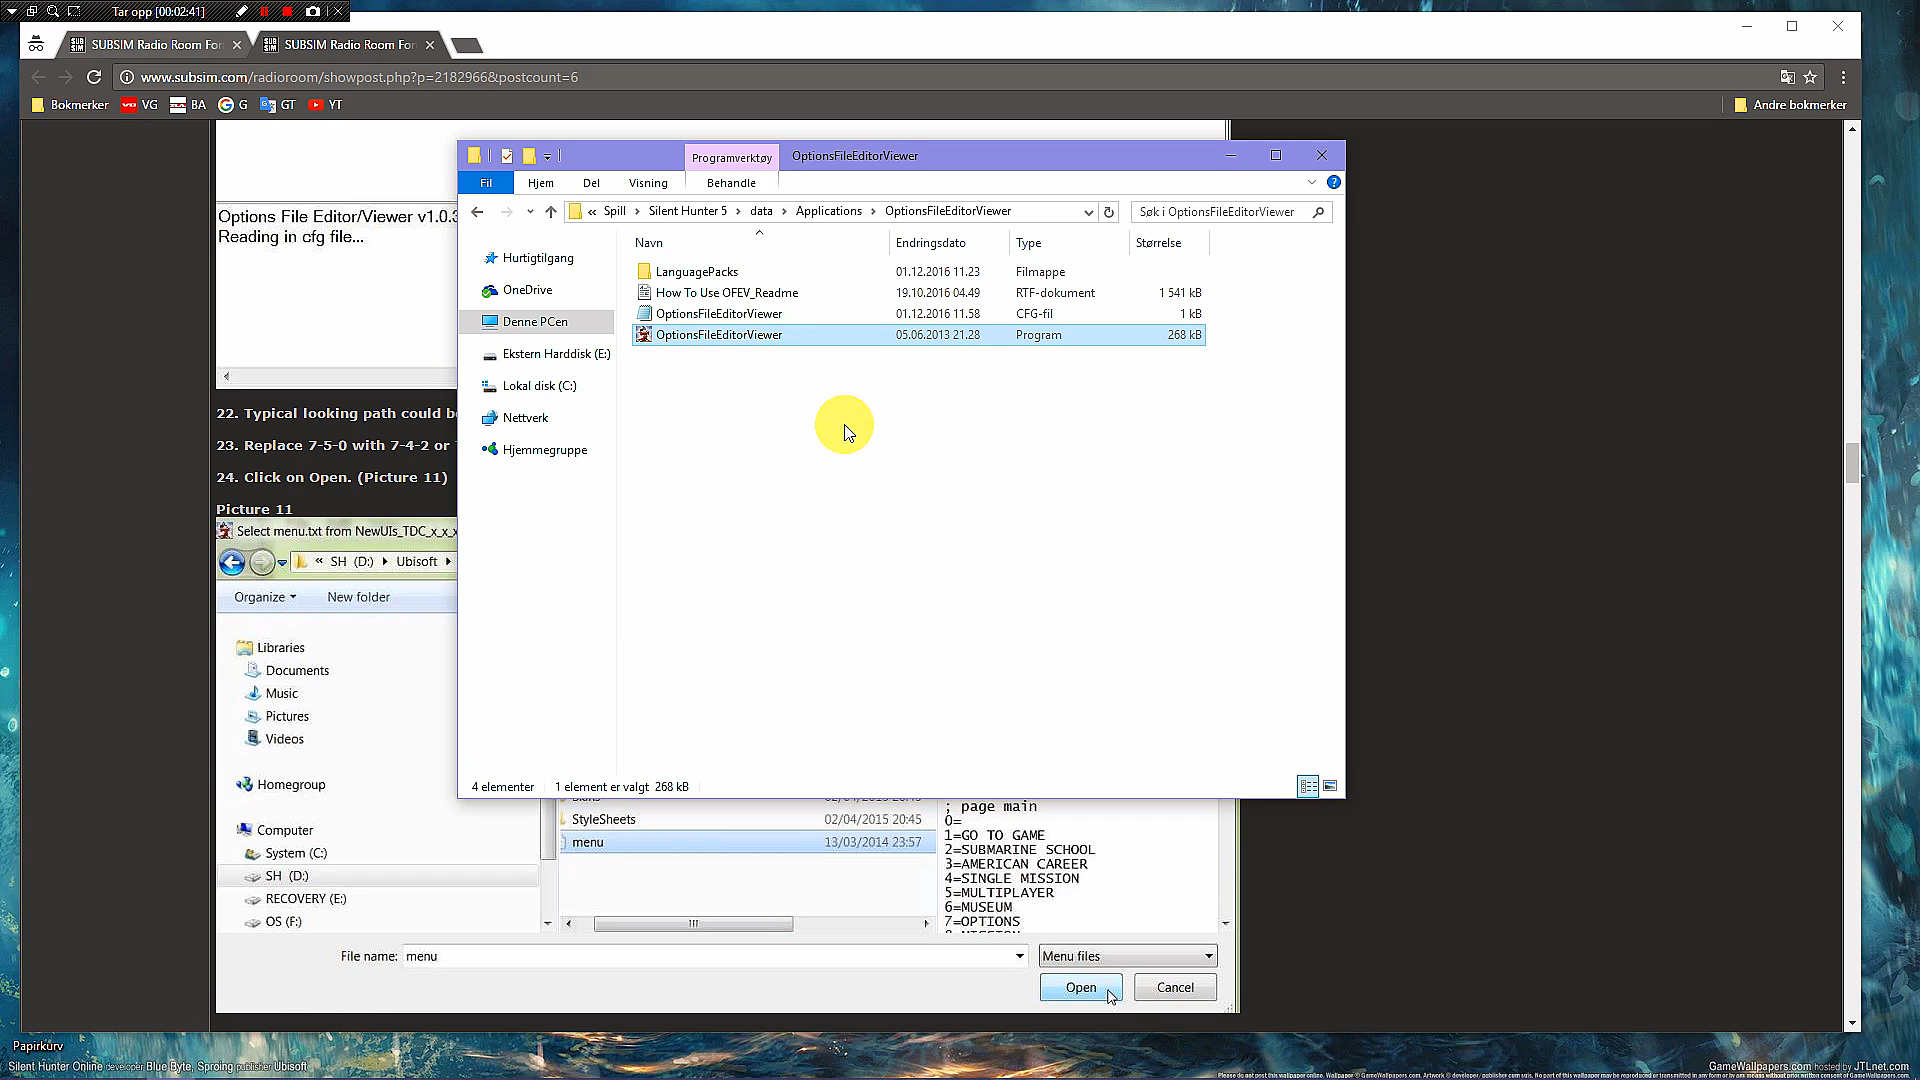 Tar opp [00:02:41]
SUBSIM Radio Room For
SUBSIM Radio Room For
www.subsim.com/radioroom/showpost.php?p=2182966&postcount=6
Bokmerker VG BA G GT YT Andre bokmerker
Programverktøy OptionsFileEditorViewer
Fil Hjem Del Visning Behandle
« Spill Silent Hunter 5 data Applications OptionsFileEditorViewer Søk i OptionsFileEditorViewer
Navn Endringsdato Type Størrelse
LanguagePacks 01.12.2016 11.23 Filmappe
How To Use OFEV_Readme 19.10.2016 04.49 RTF-dokument 1 541 kB
OptionsFileEditorViewer 01.12.2016 11.58 CFG-fil 1 kB
OptionsFileEditorViewer 05.06.2013 21.28 Program 268 kB
Hurtigtilgang
OneDrive
Denne PCen
Ekstern Harddisk (E:)
Lokal disk (C:)
Nettverk
Hjemmegruppe
4 elementer 1 element er valgt 268 kB
Options File Editor/Viewer v1.0.3
Reading in cfg file...
22. Typical looking path could b
23. Replace 7-5-0 with 7-4-2 or
24. Click on Open. (Picture 11)
Picture 11
Select menu.txt from NewUIs_TDC_x_x_x
« SH (D:) Ubisoft
Organize New folder
Libraries
Documents
Music
Pictures
Videos
Homegroup
Computer
System (C:)
SH (D:)
RECOVERY (E:)
OS (F:)
StyleSheets 02/04/2015 20:45
menu 13/03/2014 23:57
; page main
0=
1=GO TO GAME
2=SUBMARINE SCHOOL
3=AMERICAN CAREER
4=SINGLE MISSION
5=MULTIPLAYER
6=MUSEUM
7=OPTIONS
File name: menu Menu files
Open Cancel
Papirkurv
Silent Hunter Online developer Blue Byte, Sproing publisher Ubisoft
GameWallpapers.com hosted by JTLnet.com